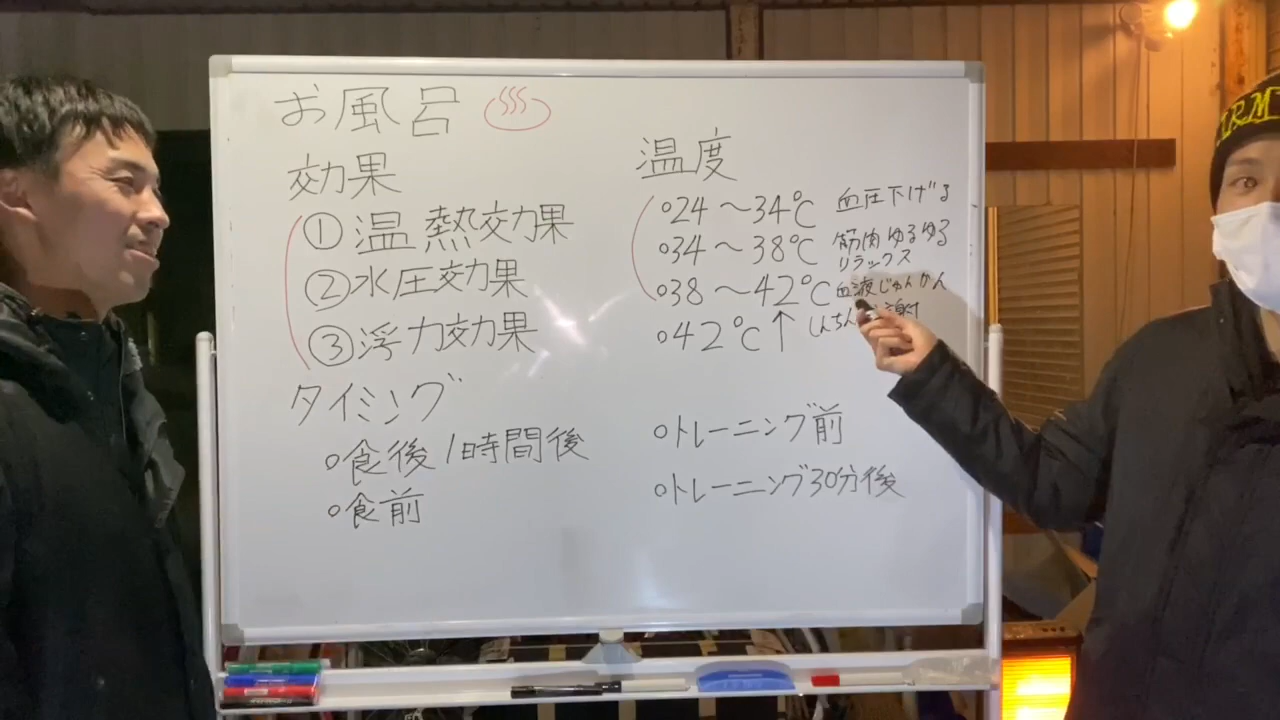 お風呂
効果
①温熱効果
②水圧効果
③浮力効果
タイミング
○食後1時間後
○食前
温度
○24〜34℃ 血圧下げる
○34〜38℃ 筋肉ゆるゆる
リラックス
○38〜42℃ 血液じゅんかん
○42℃↑ しんちん
○トレーニング前
○トレーニング30分後
ARM